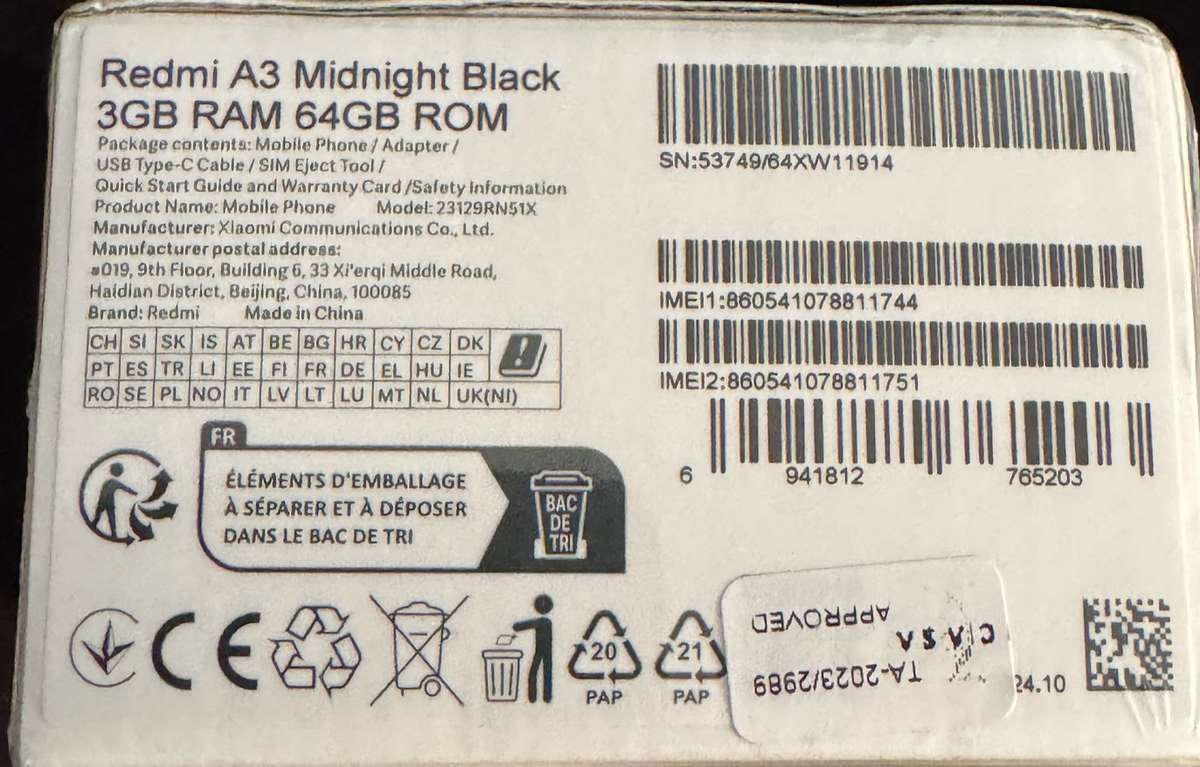 Redmi A3 Midnight Black
3GB RAM 64GB ROM
Package contents: Mobile Phone / Adapter /
USB Type-C Cable / SIM Eject Tool /
Quick Start Guide and Warranty Card /Safety Information
Product Name: Mobile Phone Model: 23129RN51X
Manufacturer: Xiaomi Communications Co., Ltd.
Manufacturer postal address:
#019, 9th Floor, Building 6, 33 Xi'erqi Middle Road,
Haidian District, Beijing, China, 100085
Brand: Redmi Made in China
CH SI SK IS AT BE BG HR CY CZ DK
PT ES TR LI EE FI FR DE EL HU IE
RO SE PL NO IT LV LT LU MT NL UK(NI)
FR
ÉLÉMENTS D'EMBALLAGE
À SÉPARER ET À DÉPOSER
DANS LE BAC DE TRI
BAC
DE
TRI
CE
20
PAP
21
PAP
SN:53749/64XW11914
IMEI1:860541078811744
IMEI2:860541078811751
6 941812 765203
I C A S A
TA-2023/2989
APPROVED
24.10